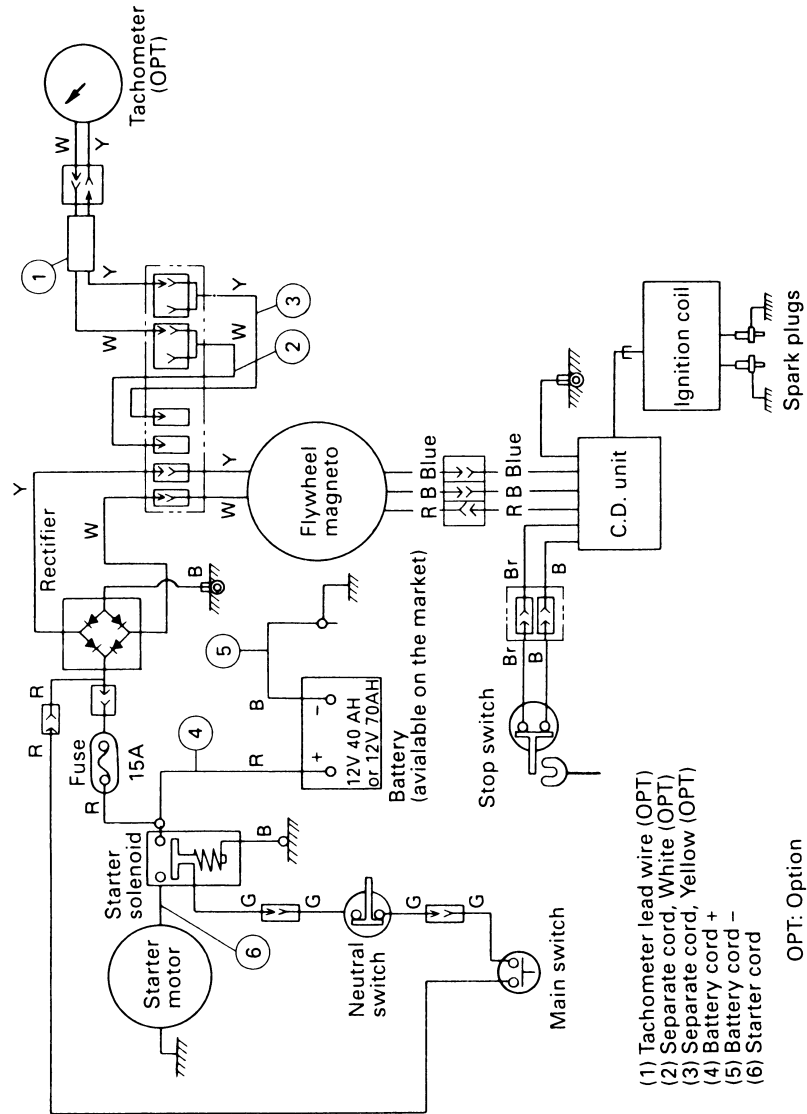 Tachometer
(OPT)
W
Y
1
Y
W
Y
3
W
2
Y
W
Rectifier
Y
W
B
Flywheel
magneto
R B Blue
R B Blue
C.D. unit
Ignition coil
Spark plugs
R
R
Fuse
15A
R
4
R
B
5
+ −
12V 40 AH
or 12V 70AH
Battery
(avialable on the market)
Br
B
Br
B
Stop switch
Starter
solenoid
B
6
Starter
motor
G
G
Neutral
switch
G
G
Main switch
(1) Tachometer lead wire (OPT)
(2) Separate cord, White (OPT)
(3) Separate cord, Yellow (OPT)
(4) Battery cord +
(5) Battery cord −
(6) Starter cord
OPT: Option